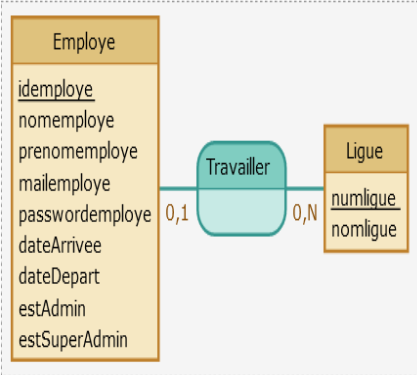 Employe
idemploye
nomemploye
prenomemploye
mailemploye
passwordemploye
dateArrivee
dateDepart
estAdmin
estSuperAdmin
0,1
Travailler
0,N
Ligue
numligue
nomligue